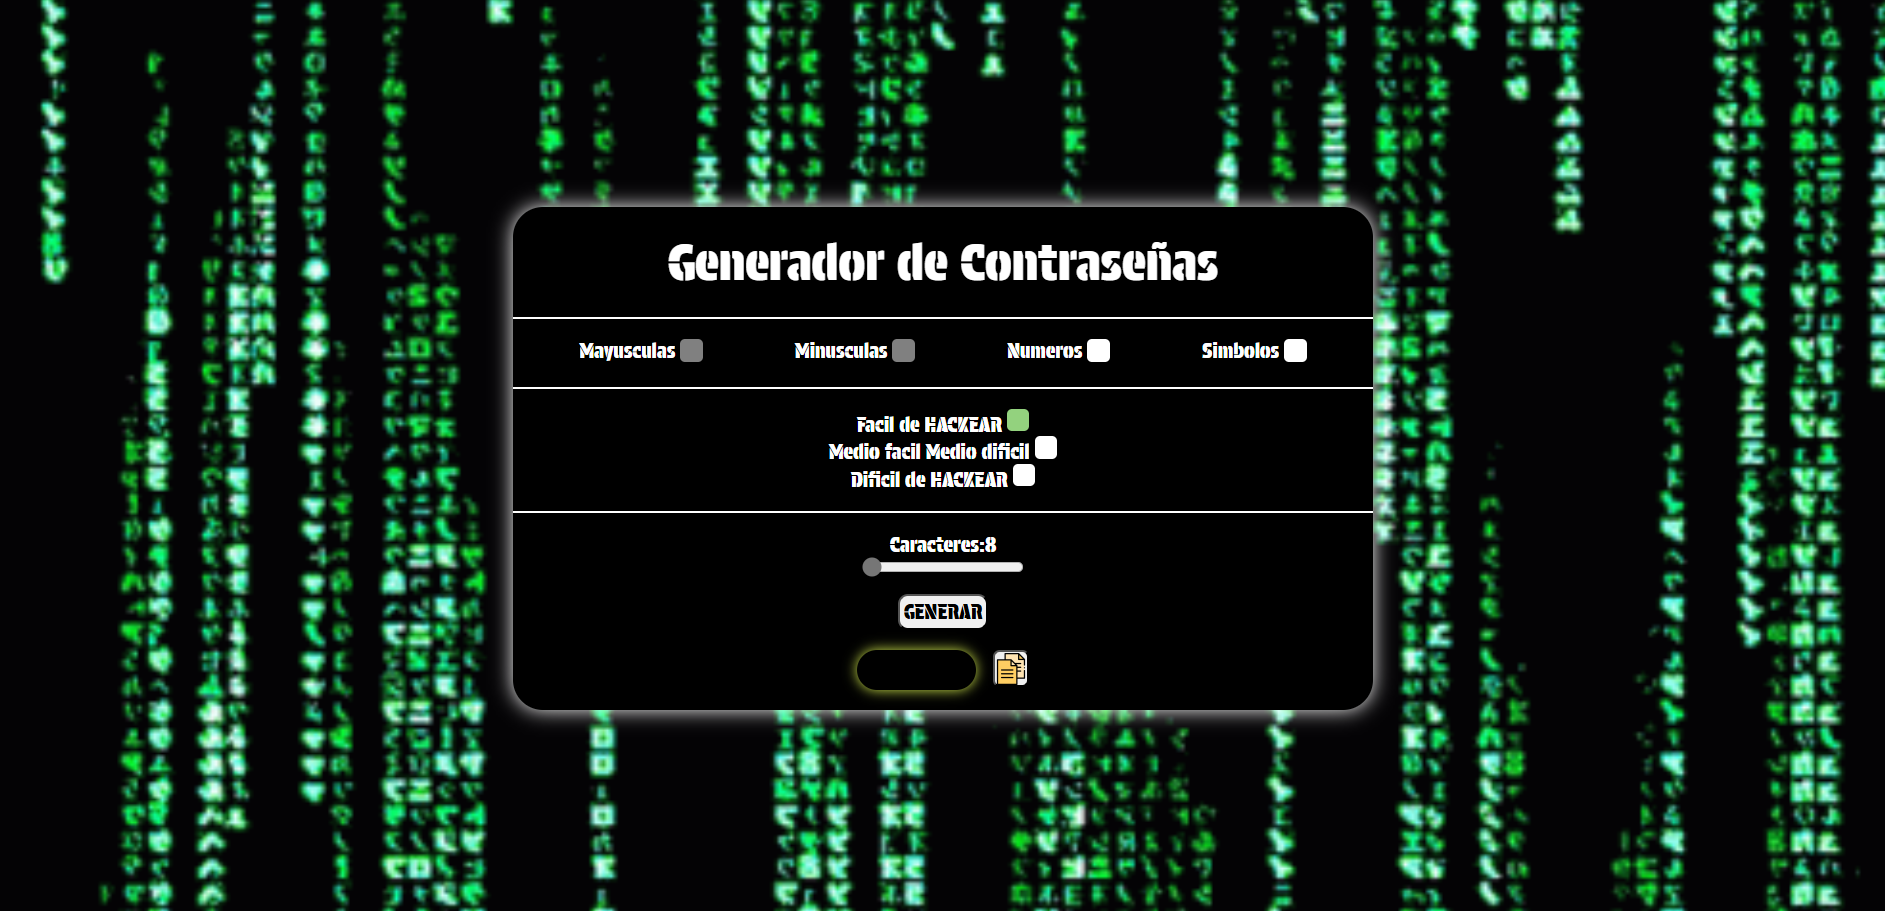 Generador de Contraseñas
Mayusculas Minusculas Numeros Simbolos
Facil de HACKEAR
Medio facil Medio dificil
Dificil de HACKEAR
Caracteres:8
GENERAR